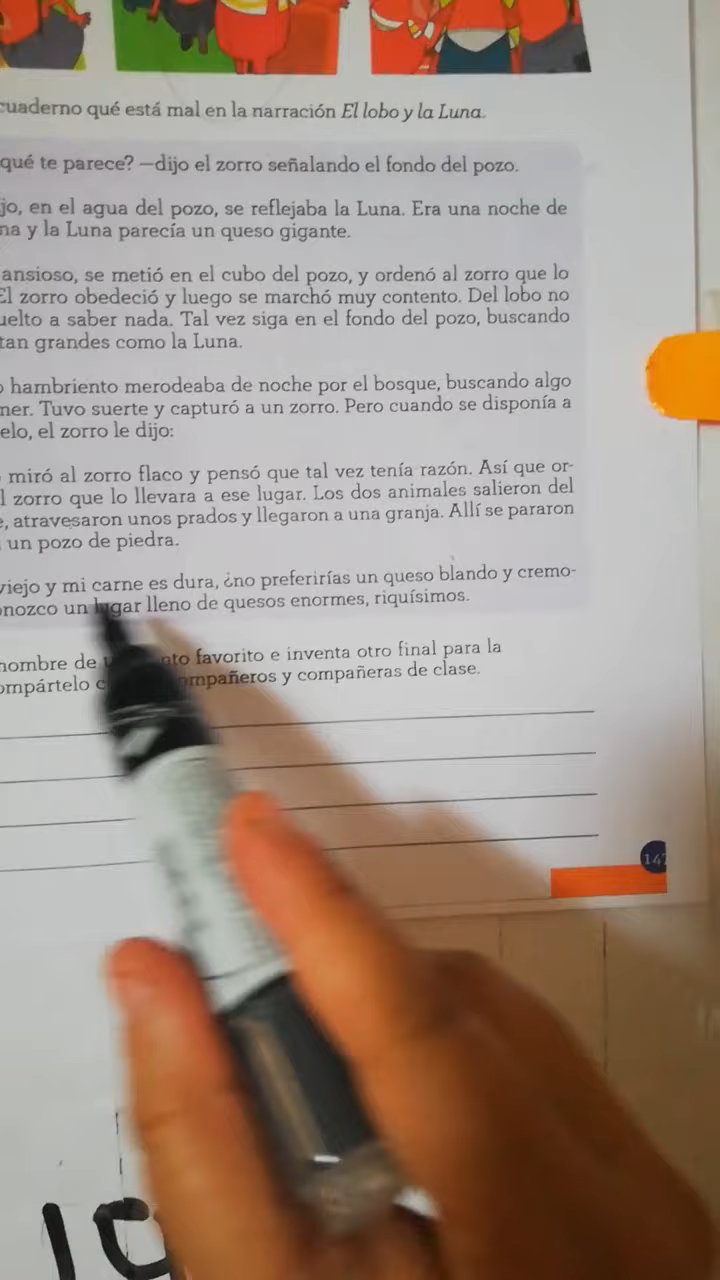 cuaderno qué está mal en la narración El lobo y la Luna.
qué te parece? —dijo el zorro señalando el fondo del pozo.
jo, en el agua del pozo, se reflejaba la Luna. Era una noche de
na y la Luna parecía un queso gigante.
ansioso, se metió en el cubo del pozo, y ordenó al zorro que lo
El zorro obedeció y luego se marchó muy contento. Del lobo no
uelto a saber nada. Tal vez siga en el fondo del pozo, buscando
tan grandes como la Luna.
o hambriento merodeaba de noche por el bosque, buscando algo
mer. Tuvo suerte y capturó a un zorro. Pero cuando se disponía a
elo, el zorro le dijo:
miró al zorro flaco y pensó que tal vez tenía razón. Así que or-
l zorro que lo llevara a ese lugar. Los dos animales salieron del
e, atravesaron unos prados y llegaron a una granja. Allí se pararon
un pozo de piedra.
viejo y mi carne es dura, ¿no preferirías un queso blando y cremo-
onozco un lugar lleno de quesos enormes, riquísimos.
nombre de nto favorito e inventa otro final para la
ompártelo c ompañeros y compañeras de clase.
147